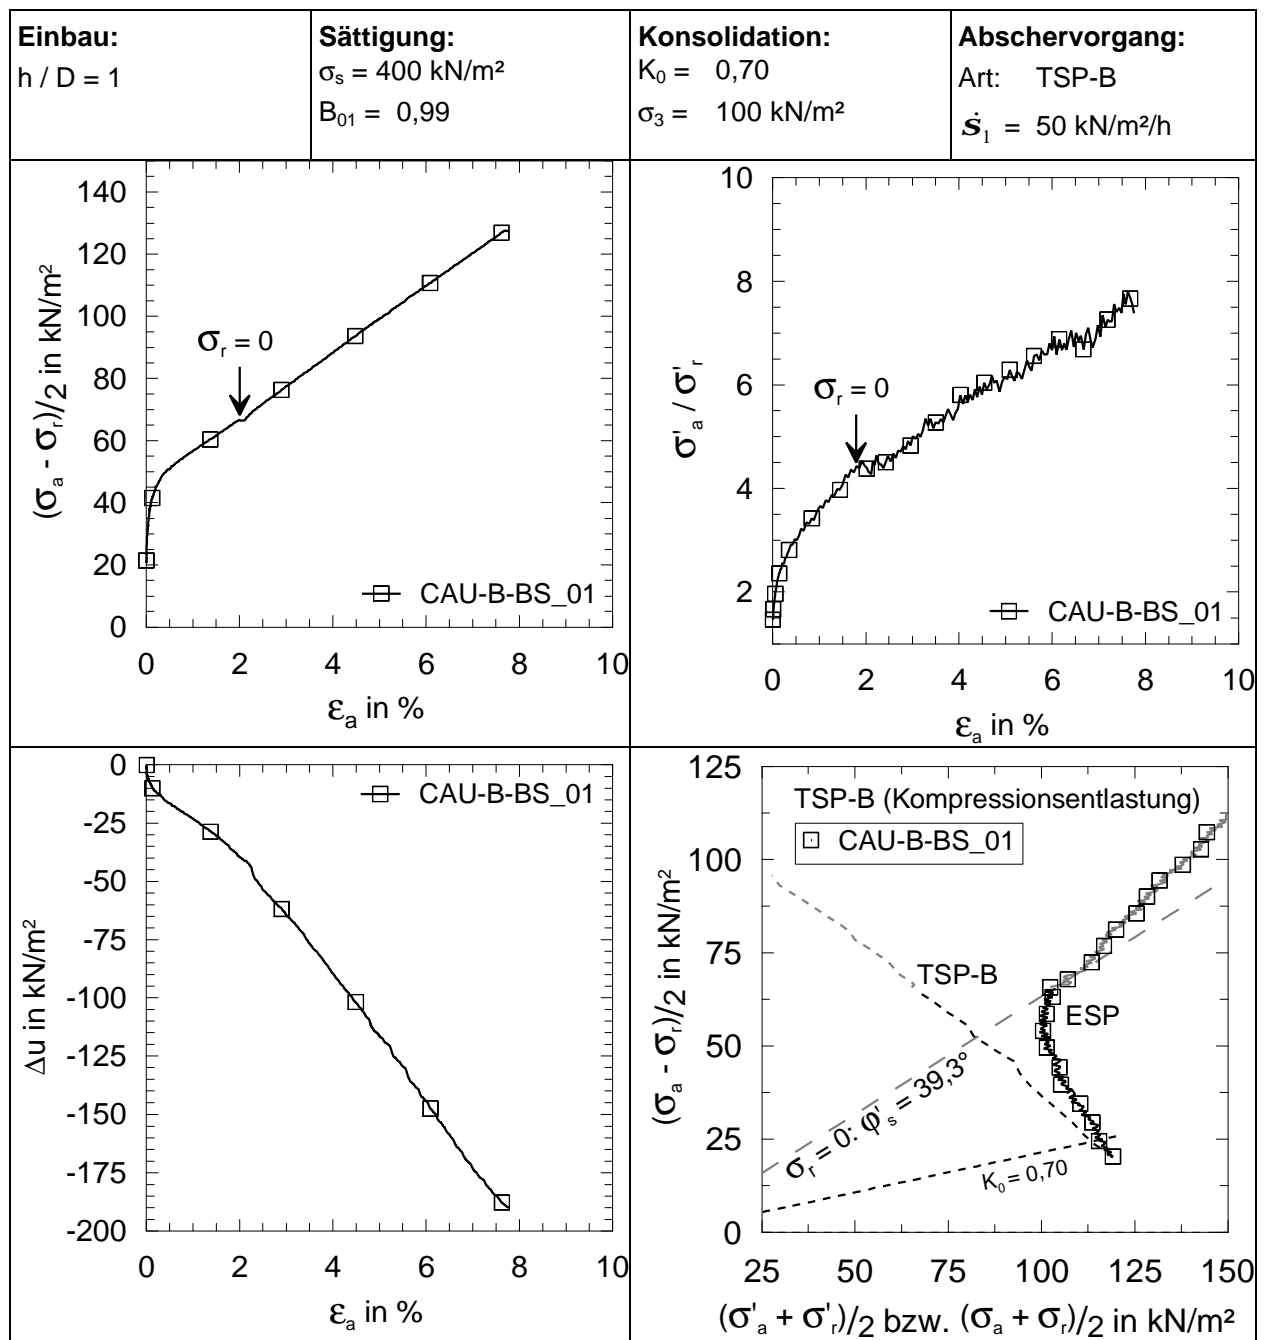 Einbau:
h / D = 1
Sättigung:
σs = 400 kN/m²
B01 = 0,99
Konsolidation:
K0 = 0,70
σ3 = 100 kN/m²
Abschervorgang:
Art: TSP-B
ṡ1 = 50 kN/m²/h
(σa - σr)/2 in kN/m²
140
120
100
80
60
40
20
0
σr = 0
CAU-B-BS_01
0 2 4 6 8 10
εa in %
σ'a / σ'r
10
8
6
4
2
σr = 0
CAU-B-BS_01
0 2 4 6 8 10
εa in %
Δu in kN/m²
0
-25
-50
-75
-100
-125
-150
-175
-200
CAU-B-BS_01
0 2 4 6 8 10
εa in %
(σa - σr)/2 in kN/m²
125
100
75
50
25
0
TSP-B (Kompressionsentlastung)
CAU-B-BS_01
TSP-B
ESP
σr = 0: φ's = 39,3°
K0 = 0,70
25 50 75 100 125 150
(σ'a + σ'r)/2 bzw. (σa + σr)/2 in kN/m²